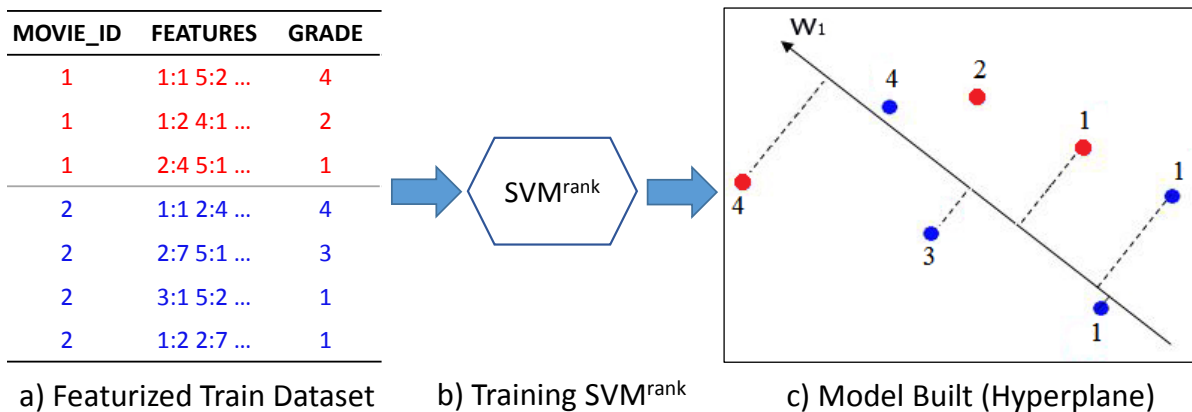 MOVIE_ID FEATURES GRADE
1 1:1 5:2 ... 4
1 1:2 4:1 ... 2
1 2:4 5:1 ... 1
2 1:1 2:4 ... 4
2 2:7 5:1 ... 3
2 3:1 5:2 ... 1
2 1:2 2:7 ... 1
a) Featurized Train Dataset
SVMrank
b) Training SVMrank
w1
4
2
1
1
4
3
1
c) Model Built (Hyperplane)